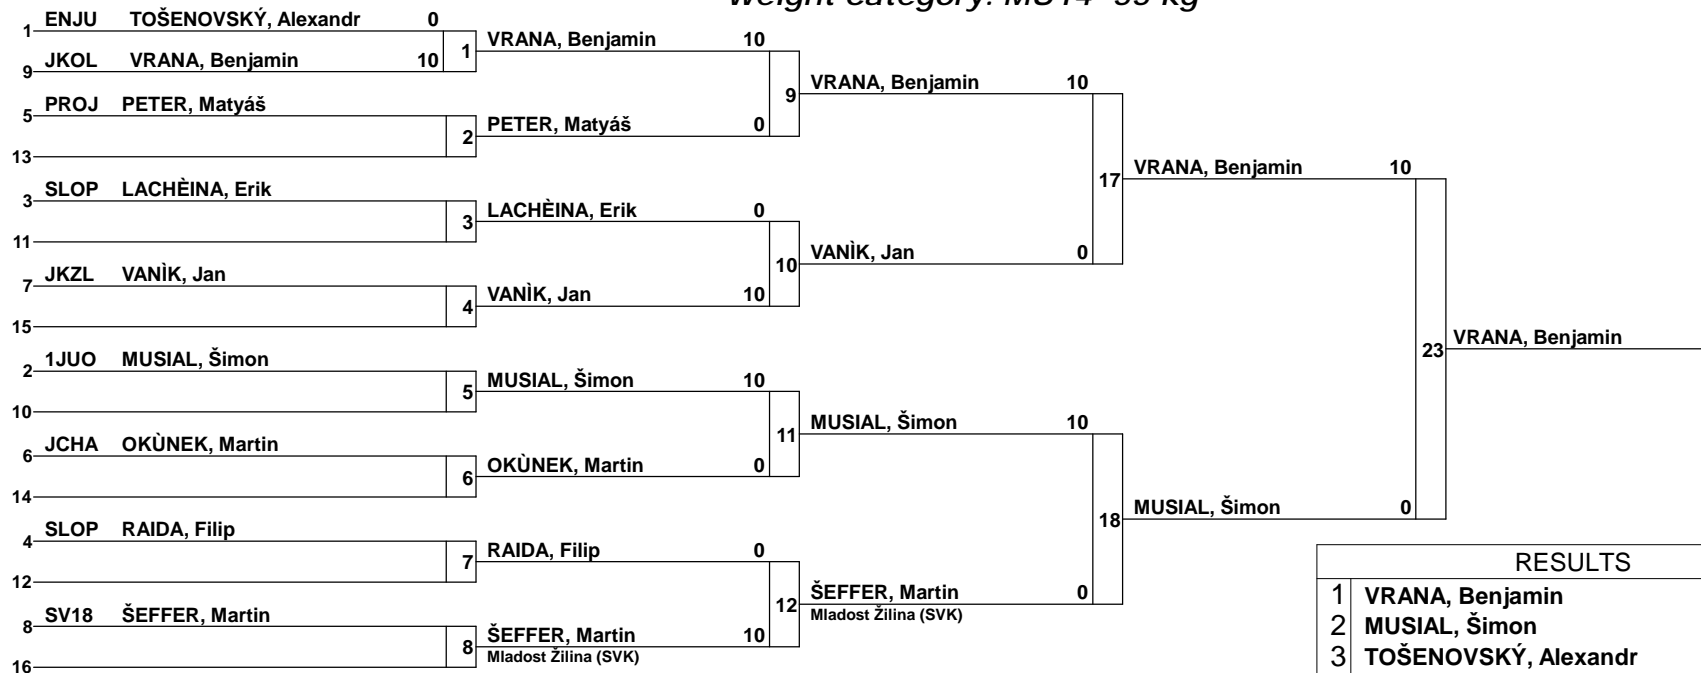 Weight category: MU14 -55 kg
ENJU TOŠENOVSKÝ, Alexandr 0
1
JKOL VRANA, Benjamin 10
9
1
VRANA, Benjamin 10
PROJ PETER, Matyáš
5
13
2
PETER, Matyáš 0
9
VRANA, Benjamin 10
SLOP LACHÈINA, Erik
3
11
3
LACHÈINA, Erik 0
JKZL VANÌK, Jan
7
15
4
VANÌK, Jan 10
10
VANÌK, Jan 0
17
VRANA, Benjamin 10
1JUO MUSIAL, Šimon
2
10
5
MUSIAL, Šimon 10
JCHA OKÙNEK, Martin
6
14
6
OKÙNEK, Martin 0
11
MUSIAL, Šimon 10
SLOP RAIDA, Filip
4
12
7
RAIDA, Filip 0
SV18 ŠEFFER, Martin
8
16
8
ŠEFFER, Martin 10
Mladost Žilina (SVK)
12
ŠEFFER, Martin 0
Mladost Žilina (SVK)
18
MUSIAL, Šimon 0
23
VRANA, Benjamin
RESULTS
1 VRANA, Benjamin
2 MUSIAL, Šimon
3 TOŠENOVSKÝ, Alexandr